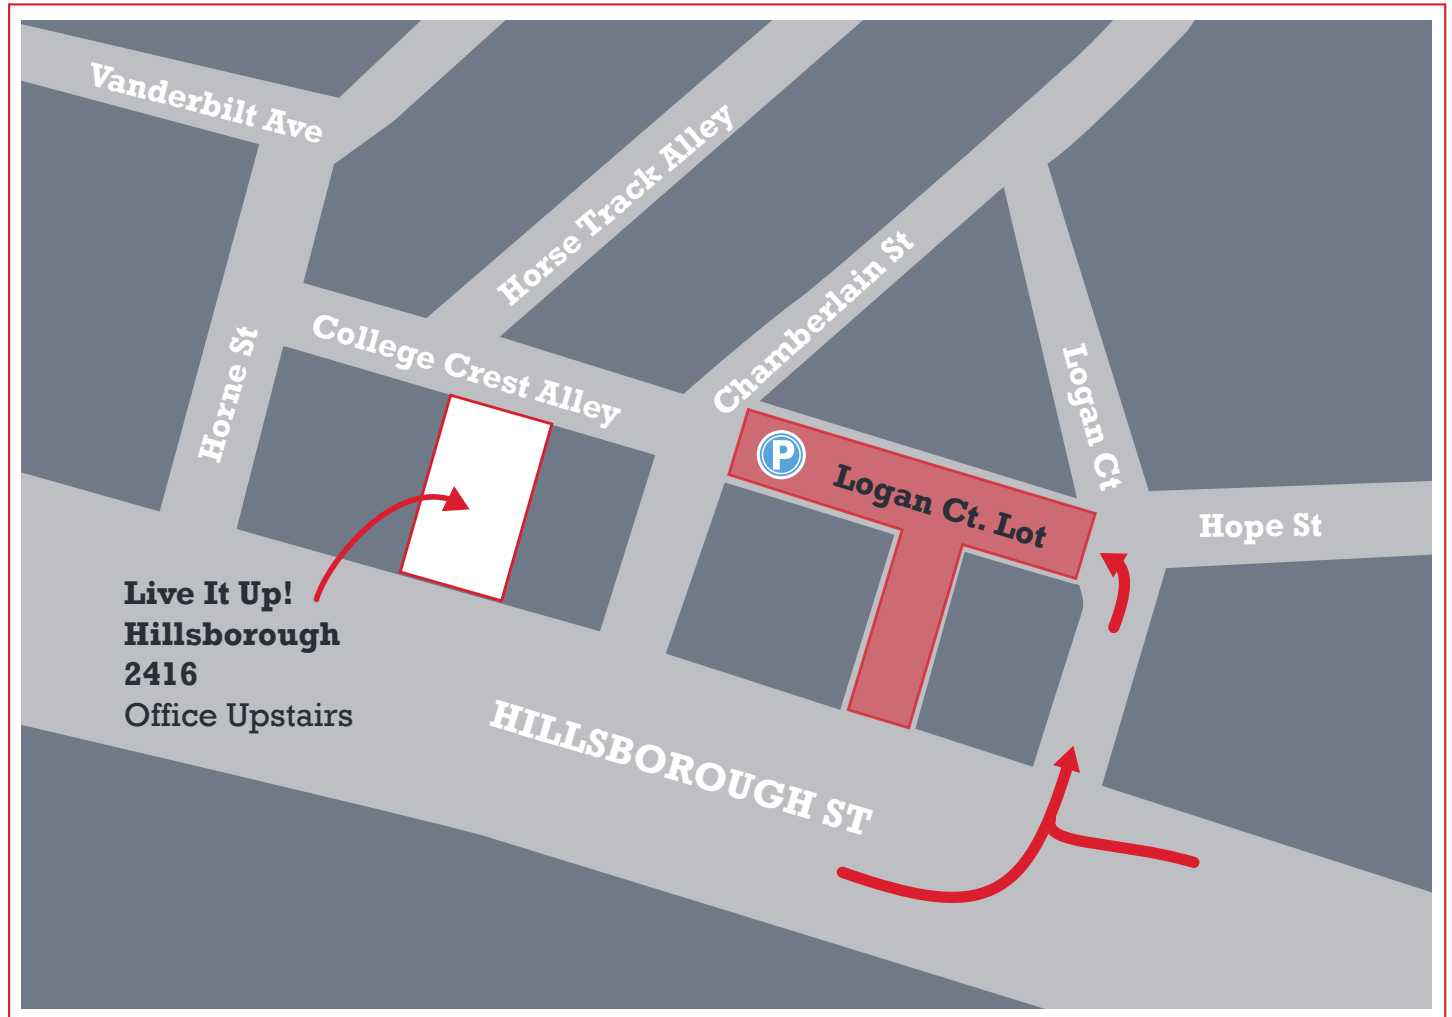 Vanderbilt Ave
Horse Track Alley
Chamberlain St
College Crest Alley
Horne St
Logan Ct
P
Logan Ct. Lot
Hope St
Live It Up!
Hillsborough
2416
Office Upstairs
HILLSBOROUGH ST